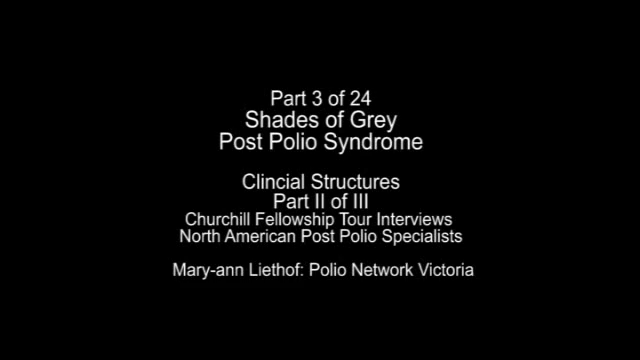 Part 3 of 24
Shades of Grey
Post Polio Syndrome
Clincial Structures
Part II of III
Churchill Fellowship Tour Interviews
North American Post Polio Specialists
Mary-ann Liethof: Polio Network Victoria